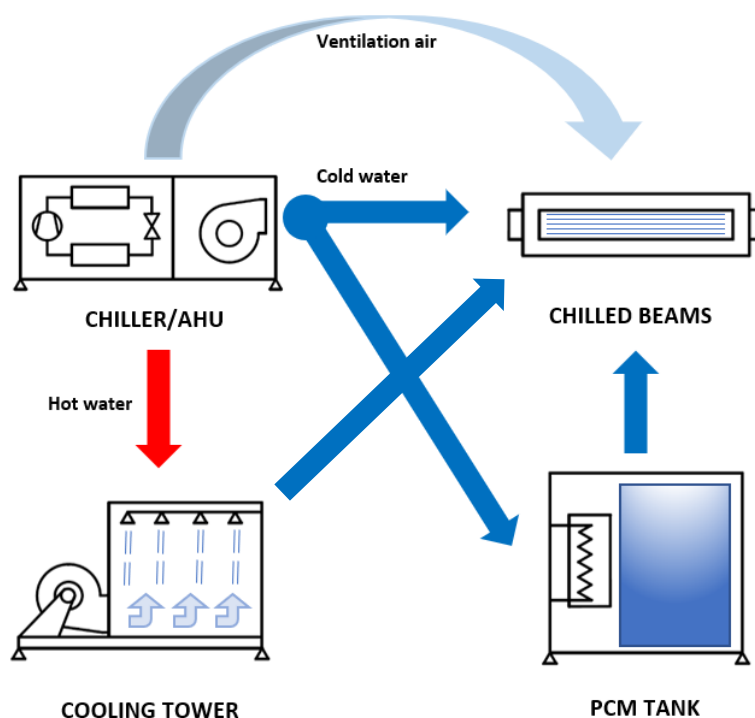 Ventilation air
Cold water
CHILLER/AHU
CHILLED BEAMS
Hot water
COOLING TOWER
PCM TANK